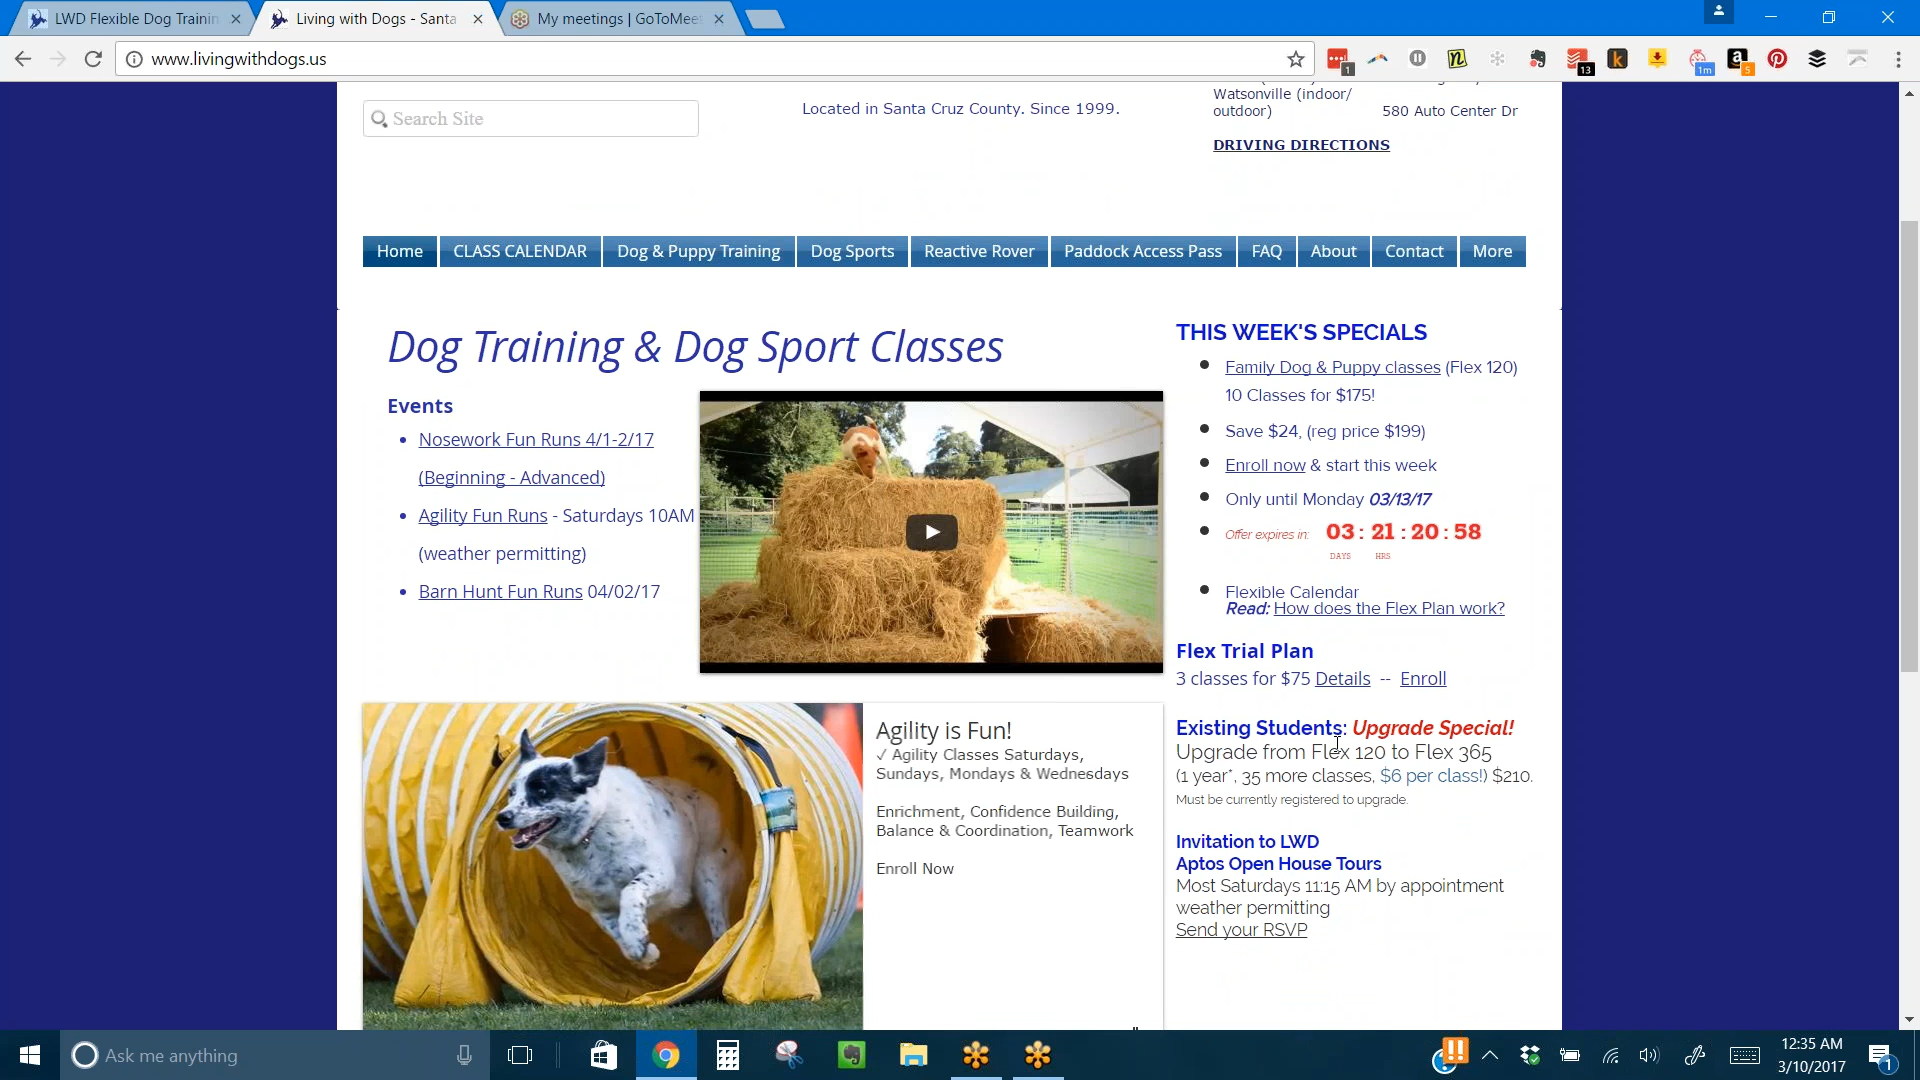 LWD Flexible Dog Trainin
Living with Dogs - Santa
My meetings | GoToMee
www.livingwithdogs.us
1
13
1m
5
Search Site
Located in Santa Cruz County. Since 1999.
Watsonville (indoor/
outdoor)
580 Auto Center Dr
DRIVING DIRECTIONS
Home
CLASS CALENDAR
Dog & Puppy Training
Dog Sports
Reactive Rover
Paddock Access Pass
FAQ
About
Contact
More
Dog Training & Dog Sport Classes
Events
Nosework Fun Runs 4/1-2/17
(Beginning - Advanced)
Agility Fun Runs - Saturdays 10AM
(weather permitting)
Barn Hunt Fun Runs 04/02/17
THIS WEEK'S SPECIALS
Family Dog & Puppy classes (Flex 120)
10 Classes for $175!
Save $24, (reg price $199)
Enroll now & start this week
Only until Monday 03/13/17
Offer expires in: 03 : 21 : 20 : 58
DAYS HRS
Flexible Calendar
Read: How does the Flex Plan work?
Flex Trial Plan
3 classes for $75 Details -- Enroll
Existing Students: Upgrade Special!
Upgrade from Flex 120 to Flex 365
(1 year*, 35 more classes, $6 per class!) $210.
Must be currently registered to upgrade.
Invitation to LWD
Aptos Open House Tours
Most Saturdays 11:15 AM by appointment
weather permitting
Send your RSVP
Agility is Fun!
✓ Agility Classes Saturdays,
Sundays, Mondays & Wednesdays
Enrichment, Confidence Building,
Balance & Coordination, Teamwork
Enroll Now
Ask me anything
12:35 AM
3/10/2017
1